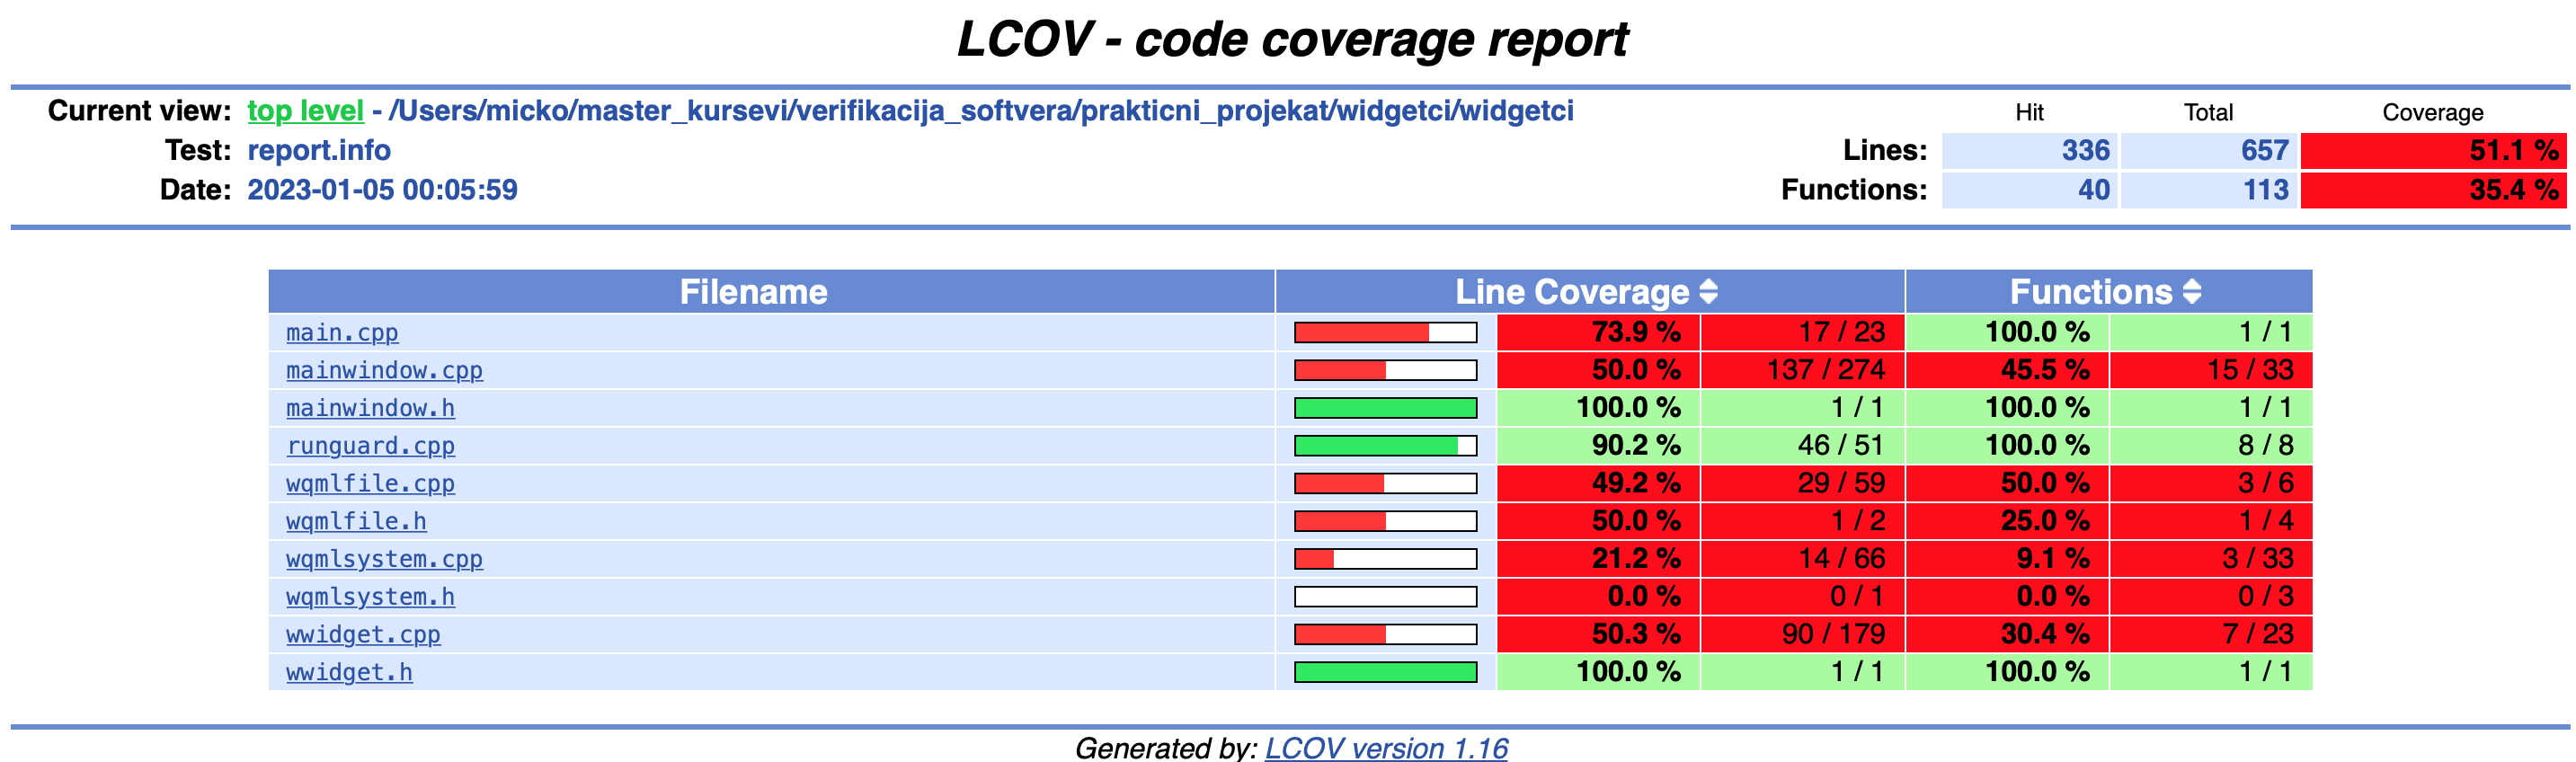 LCOV - code coverage report
Current view: top level - /Users/micko/master_kursevi/verifikacija_softvera/prakticni_projekat/widgetci/widgetci
Hit Total Coverage
Test: report.info
Lines: 336 657 51.1 %
Date: 2023-01-05 00:05:59
Functions: 40 113 35.4 %
Filename Line Coverage Functions
main.cpp 73.9 % 17 / 23 100.0 % 1 / 1
mainwindow.cpp 50.0 % 137 / 274 45.5 % 15 / 33
mainwindow.h 100.0 % 1 / 1 100.0 % 1 / 1
runguard.cpp 90.2 % 46 / 51 100.0 % 8 / 8
wqmlfile.cpp 49.2 % 29 / 59 50.0 % 3 / 6
wqmlfile.h 50.0 % 1 / 2 25.0 % 1 / 4
wqmlsystem.cpp 21.2 % 14 / 66 9.1 % 3 / 33
wqmlsystem.h 0.0 % 0 / 1 0.0 % 0 / 3
wwidget.cpp 50.3 % 90 / 179 30.4 % 7 / 23
wwidget.h 100.0 % 1 / 1 100.0 % 1 / 1
Generated by: LCOV version 1.16